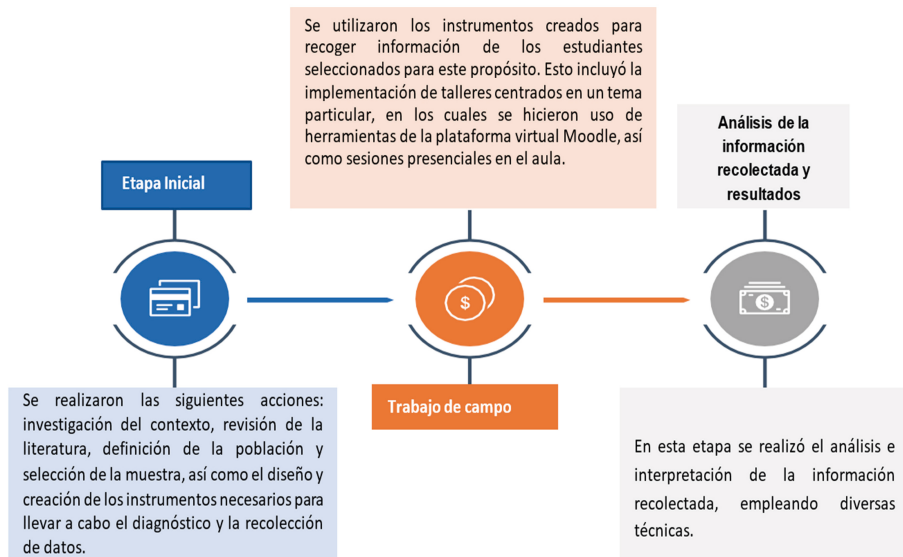 Etapa Inicial
Se realizaron las siguientes acciones:
investigación del contexto, revisión de la
literatura, definición de la población y
selección de la muestra, así como el diseño y
creación de los instrumentos necesarios para
llevar a cabo el diagnóstico y la recolección
de datos.
Se utilizaron los instrumentos creados para
recoger información de los estudiantes
seleccionados para este propósito. Esto incluyó la
implementación de talleres centrados en un tema
particular, en los cuales se hicieron uso de
herramientas de la plataforma virtual Moodle, así
como sesiones presenciales en el aula.
$
Trabajo de campo
Análisis de la
información
recolectada y
resultados
$
En esta etapa se realizó el análisis e
interpretación de la información
recolectada, empleando diversas
técnicas.